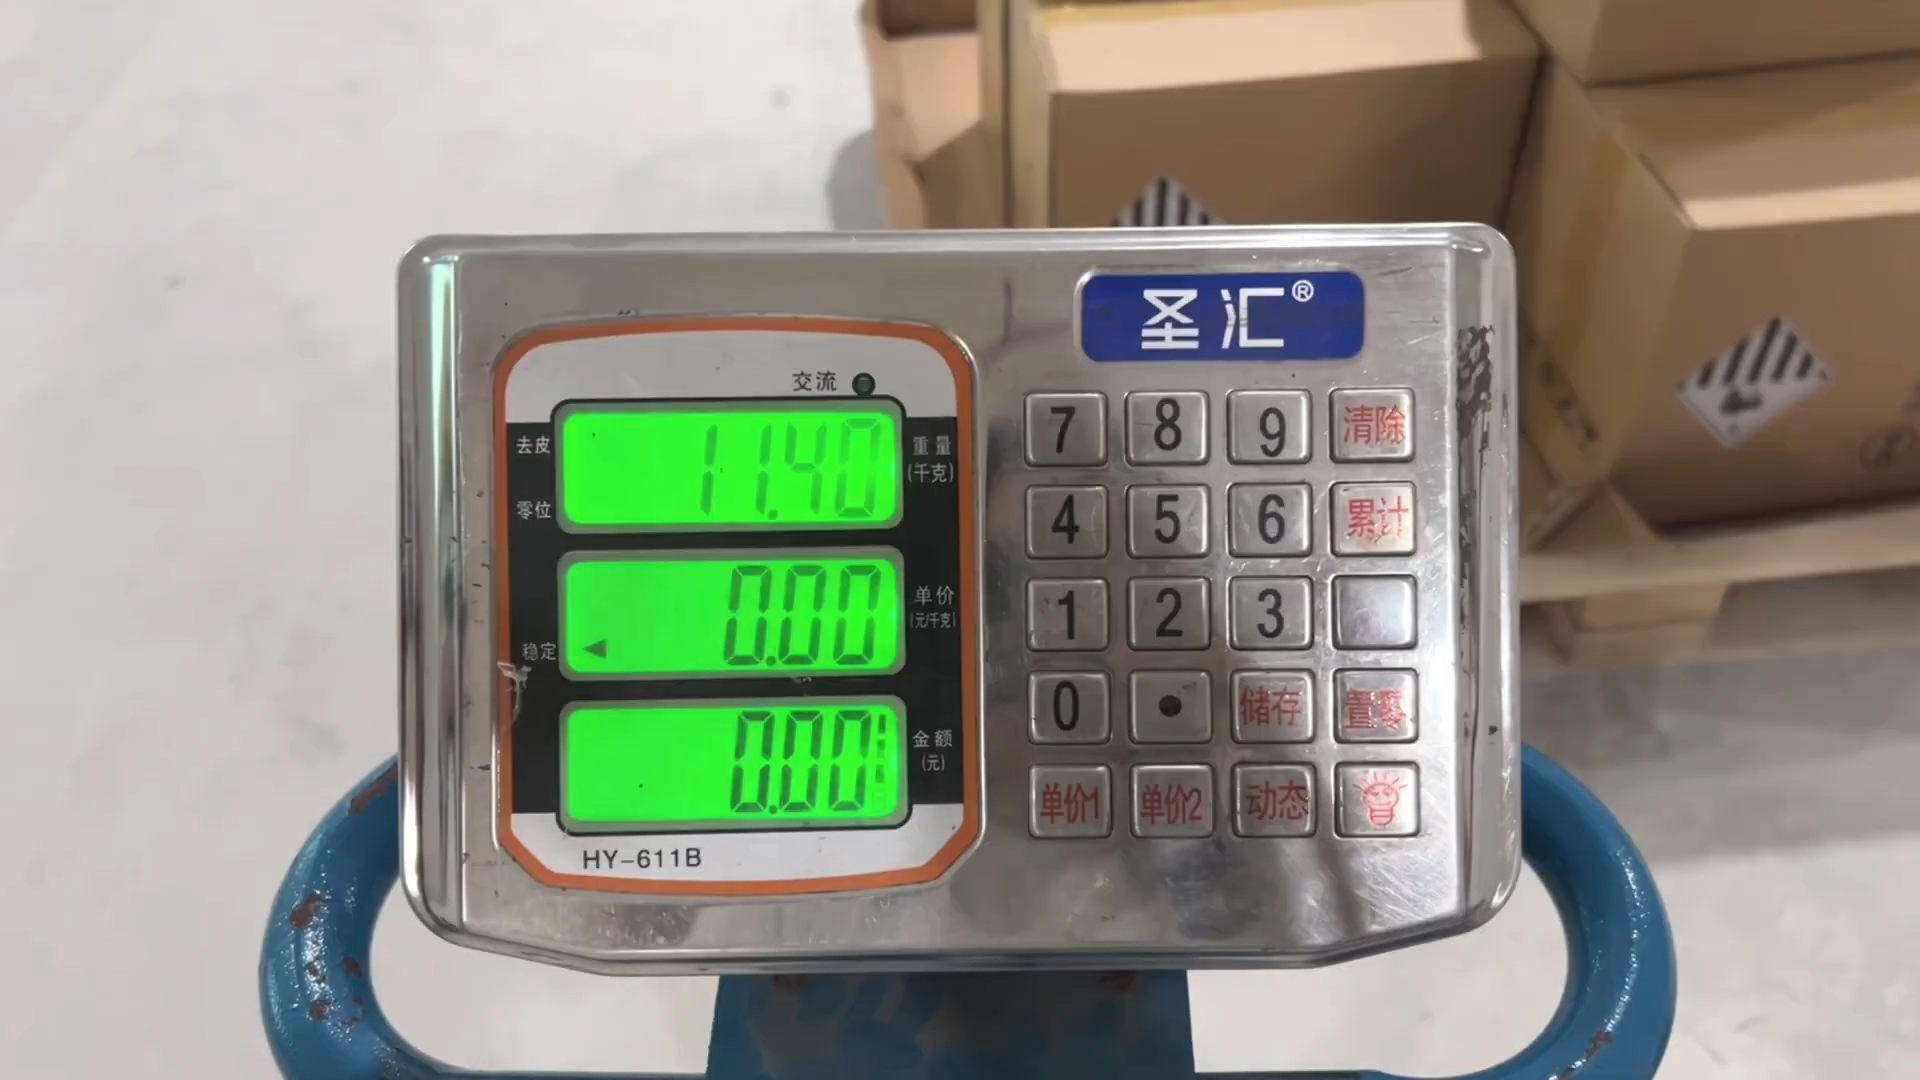 圣汇®
交流
去皮
11.40
重量
(千克)
零位
0.00
单价
(元/千克)
稳定
0.00
金额
(元)
HY-611B
7 8 9 清除
4 5 6 累计
1 2 3
0 . 储存 置零
单价1 单价2 动态